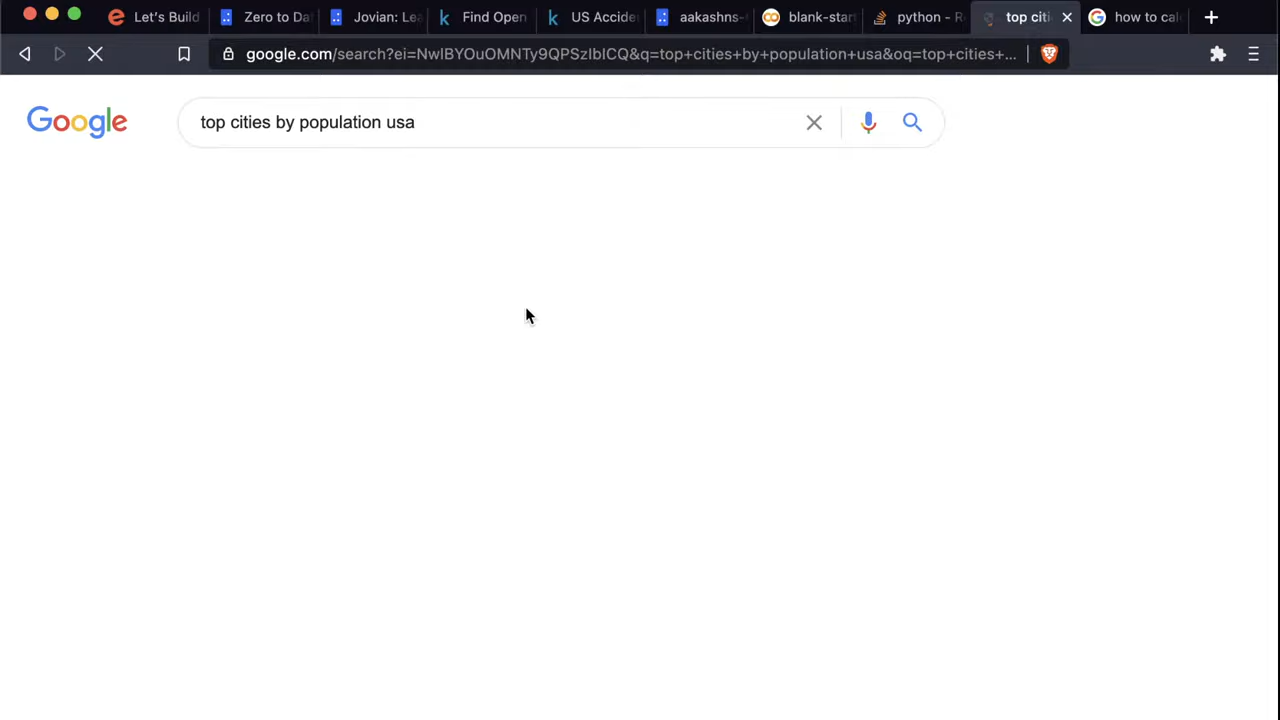 Let's Build
Zero to Da
Jovian: Lea
Find Open
US Accide
aakashns-
blank-star
python - R
top citi
how to cal
google.com/search?ei=NwlBYOuOMNTy9QPSzIbICQ&q=top+cities+by+population+usa&oq=top+cities+...
Google
top cities by population usa